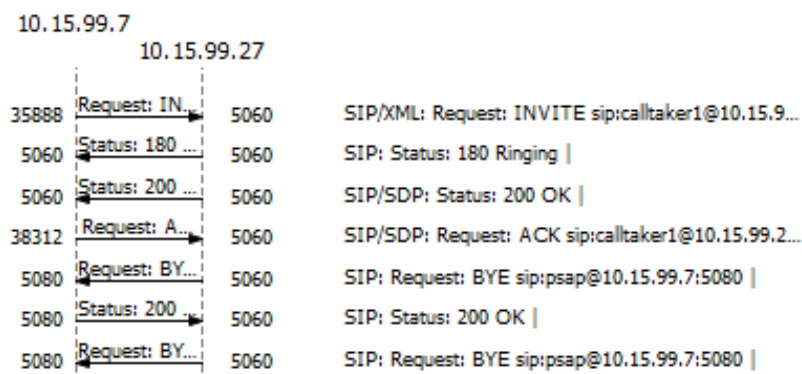 10.15.99.7
10.15.99.27
35888 Request: IN... 5060 SIP/XML: Request: INVITE sip:calltaker1@10.15.9...
5060 Status: 180 ... 5060 SIP: Status: 180 Ringing |
5060 Status: 200 ... 5060 SIP/SDP: Status: 200 OK |
38312 Request: A... 5060 SIP/SDP: Request: ACK sip:calltaker1@10.15.99.2...
5080 Request: BY... 5060 SIP: Request: BYE sip:psap@10.15.99.7:5080 |
5080 Status: 200 ... 5060 SIP: Status: 200 OK |
5080 Request: BY... 5060 SIP: Request: BYE sip:psap@10.15.99.7:5080 |